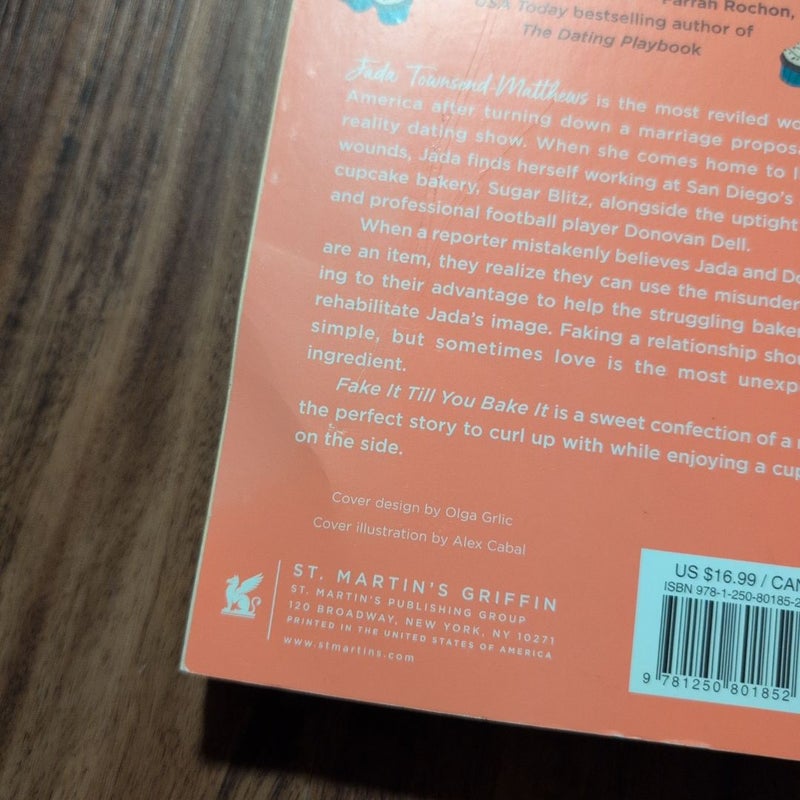 Farrah Rochon,
USA Today bestselling author of
The Dating Playbook
Jada Townsend-Matthews is the most reviled wo
America after turning down a marriage propos
reality dating show. When she comes home to l
wounds, Jada finds herself working at San Diego's
cupcake bakery, Sugar Blitz, alongside the uptight
and professional football player Donovan Dell.
When a reporter mistakenly believes Jada and Do
are an item, they realize they can use the misunder
ing to their advantage to help the struggling baker
rehabilitate Jada's image. Faking a relationship shou
simple, but sometimes love is the most unexp
ingredient.
Fake It Till You Bake It is a sweet confection of a r
the perfect story to curl up with while enjoying a cup
on the side.
Cover design by Olga Grlic
Cover illustration by Alex Cabal
ST. MARTIN'S GRIFFIN
ST. MARTIN'S PUBLISHING GROUP
120 BROADWAY, NEW YORK, NY 10271
PRINTED IN THE UNITED STATES OF AMERICA
www.stmartins.com
US $16.99 / CAN
ISBN 978-1-250-80185-2
9 781250 801852